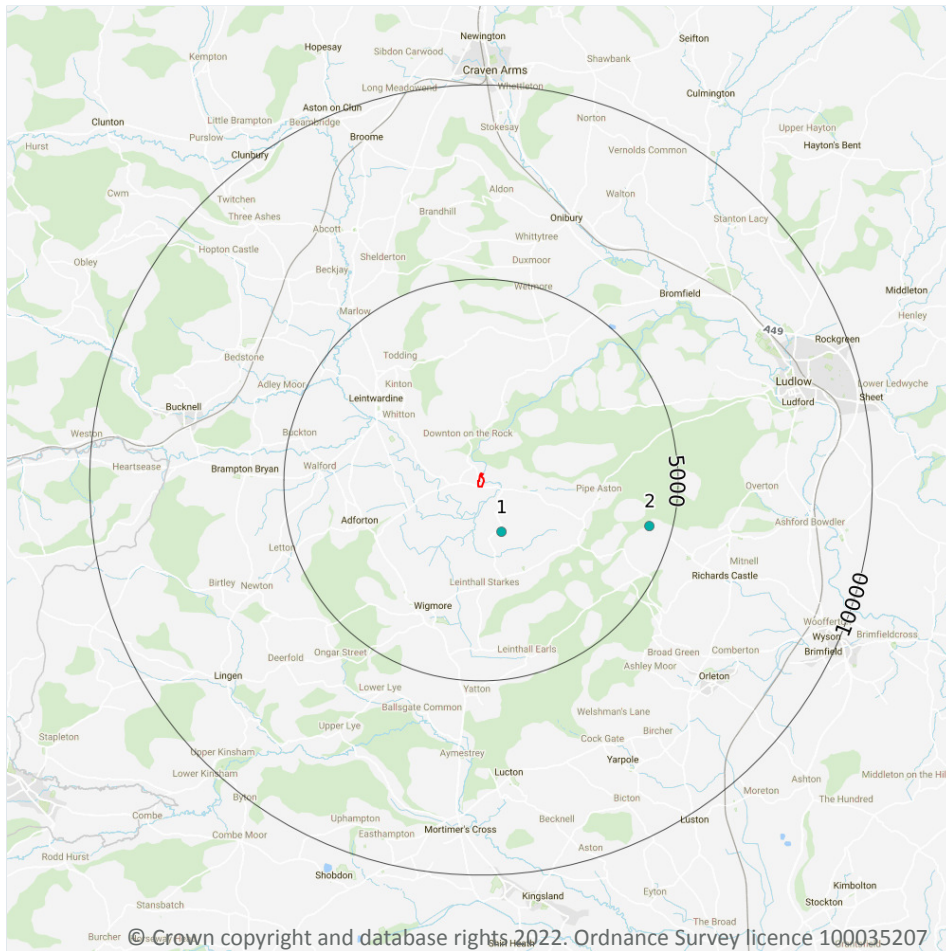 Newington
Seifton
Hopesay
Sibdon Carwood
Kempton
Shawbank
Craven Arms
Long Meadowend
Whettleton
Culmington
Aston on Clun
Little Brampton
Beambridge
Clunton
Norton
Stokesay
Upper Hayton
Purslow
Broome
Hurst
Hayton's Bent
Clunbury
Vernolds Common
Cwm
Aldon
Walton
Twitchen
Brandhill
Three Ashes
Onibury
Stanton Lacy
Abcott
Whittytree
Hopton Castle
Shelderton
Duxmoor
Obley
Beckjay
Wetmore
Middleton
Bromfield
Marlow
Henley
449
Rockgreen
Bedstone
Todding
Adley Moor
Kinton
Ludlow
Lower Ledwyche
Leintwardine
Sheet
Bucknell
Ludford
Whitton
Weston
Buckton
Downton on the Rock
Heartsease
Brampton Bryan
Walford
5000
Pipe Aston
Overton
1
2
Adforton
Ashford Bowdler
Letton
Mitnell
Richards Castle
Birtley
Newton
Leinthall Starkes
10000
Wigmore
Wooffert
Wyson
Brimfieldcross
Brimfield
Leinthall Earls
Broad Green
Comberton
Deerfold
Ongar Street
Ashley Moor
Lingen
Orleton
Lower Lye
Yatton
Ballsgate Common
Welshman's Lane
Stapleton
Upper Lye
Bircher
Cock Gate
Upper Kinsham
Aymestrey
Yarpole
Lower Kinsham
Lucton
Middleton on the Hil
Ashton
Byton
Moreton
Bicton
The Hundred
Combe
Uphampton
Becknell
Luston
Combe Moor
Easthampton
Mortimer's Cross
Aston
Rodd Hurst
Shobdon
Kimbolton
Eyton
Kingsland
Stansbatch
Stockton
The Broad
Burcher
© Crown copyright and database rights 2022. Ordnance Survey licence 100035207